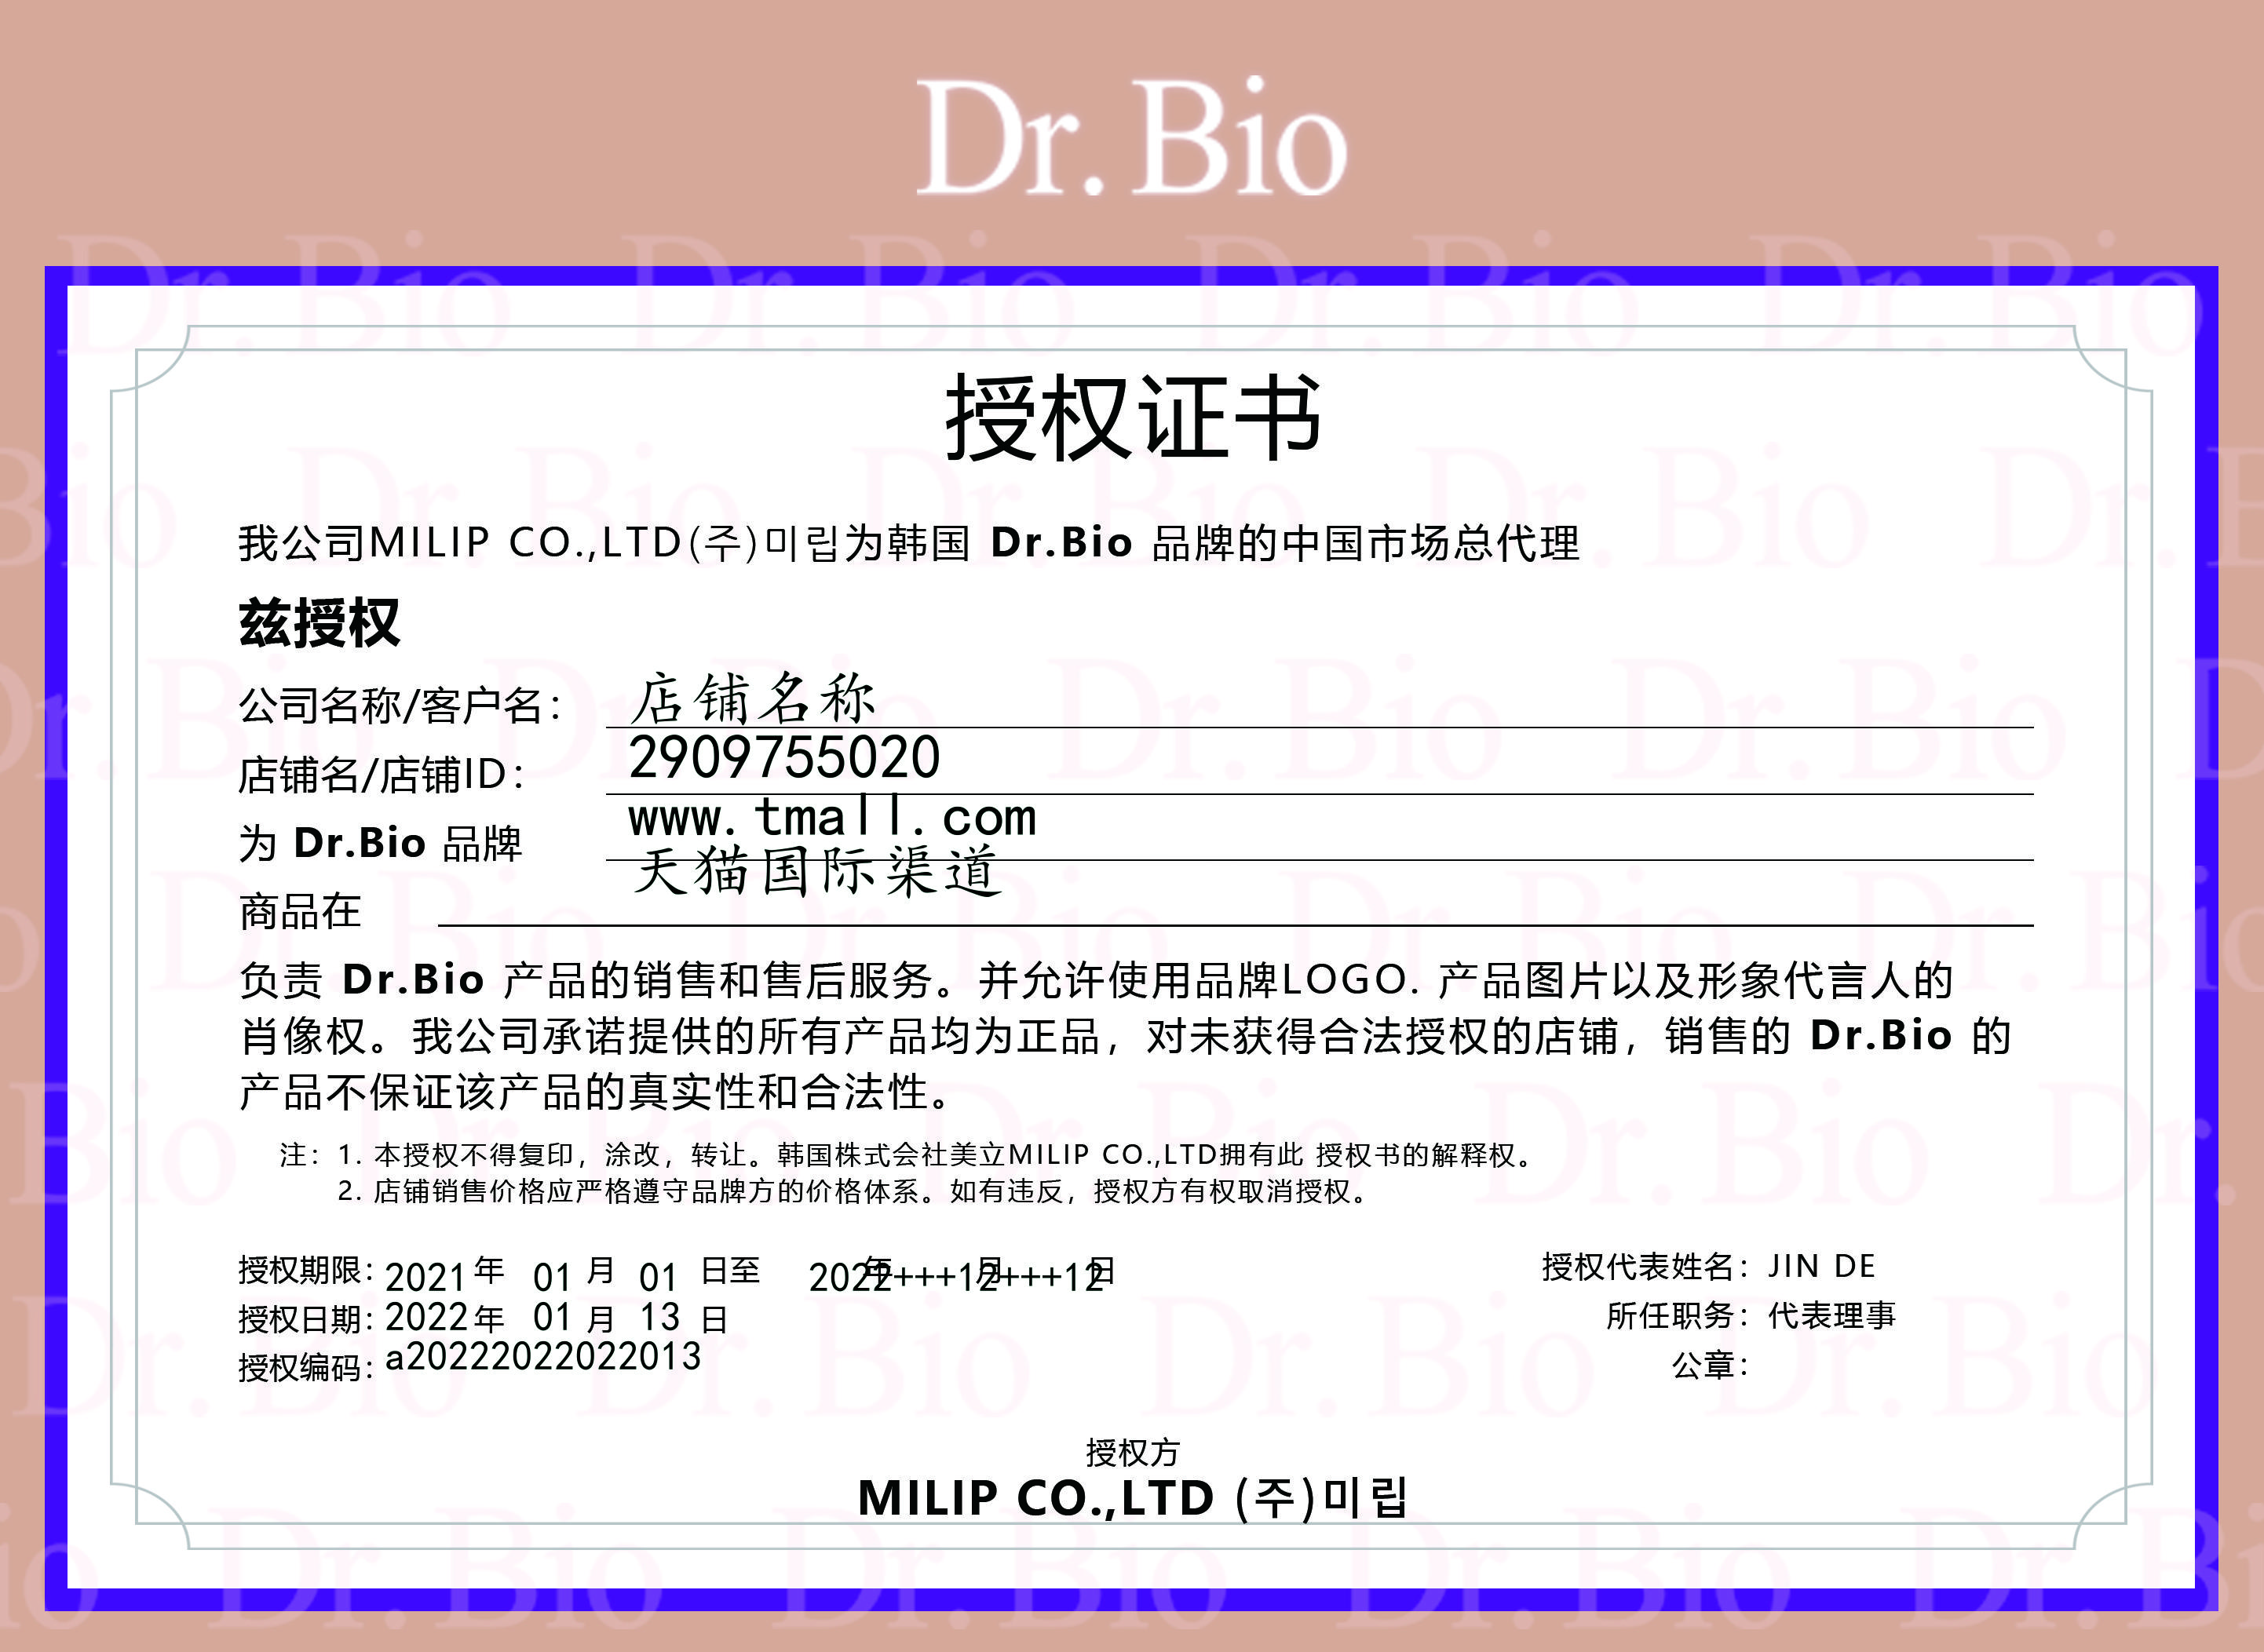 Dr. Bio
授权证书
我公司MILIP CO.,LTD(주)미립为韩国 Dr.Bio 品牌的中国市场总代理
兹授权
公司名称/客户名: 店铺名称
店铺名/店铺ID: 2909755020
为 Dr.Bio 品牌 www.tmall.com
商品在 天猫国际渠道
负责 Dr.Bio 产品的销售和售后服务。并允许使用品牌LOGO. 产品图片以及形象代言人的
肖像权。我公司承诺提供的所有产品均为正品，对未获得合法授权的店铺，销售的 Dr.Bio 的
产品不保证该产品的真实性和合法性。
注: 1. 本授权不得复印，涂改，转让。韩国株式会社美立MILIP CO.,LTD拥有此 授权书的解释权。
2. 店铺销售价格应严格遵守品牌方的价格体系。如有违反，授权方有权取消授权。
授权期限: 2021 年 01 月 01 日至 2022年+++12月+++12日
授权日期: 2022 年 01 月 13 日
授权编码: a20222022022013
授权代表姓名: JIN DE
所任职务: 代表理事
公章:
授权方
MILIP CO.,LTD (주)미립